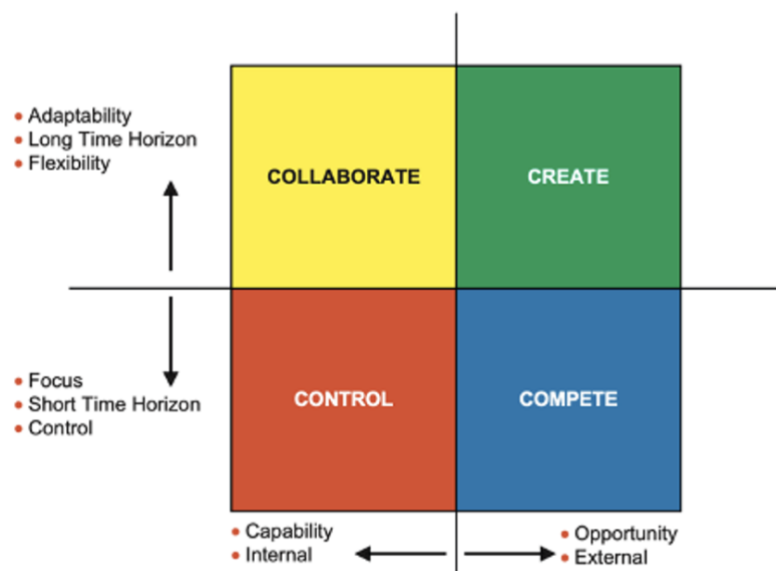 • Adaptability
• Long Time Horizon
• Flexibility
COLLABORATE
CREATE
• Focus
• Short Time Horizon
• Control
CONTROL
COMPETE
• Capability
• Internal
• Opportunity
• External